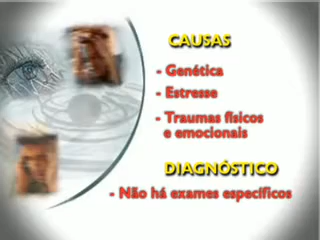 CAUSAS
- Genética
- Estresse
- Traumas físicos
e emocionais
DIAGNÓSTICO
- Não há exames específicos